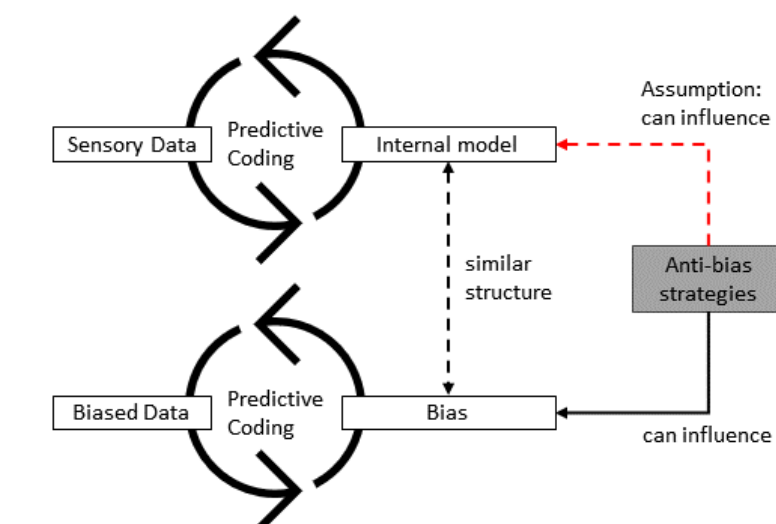 Assumption:
can influence
Predictive
Coding
Sensory Data
Internal model
similar
structure
Anti-bias
strategies
Predictive
Coding
Biased Data
Bias
can influence